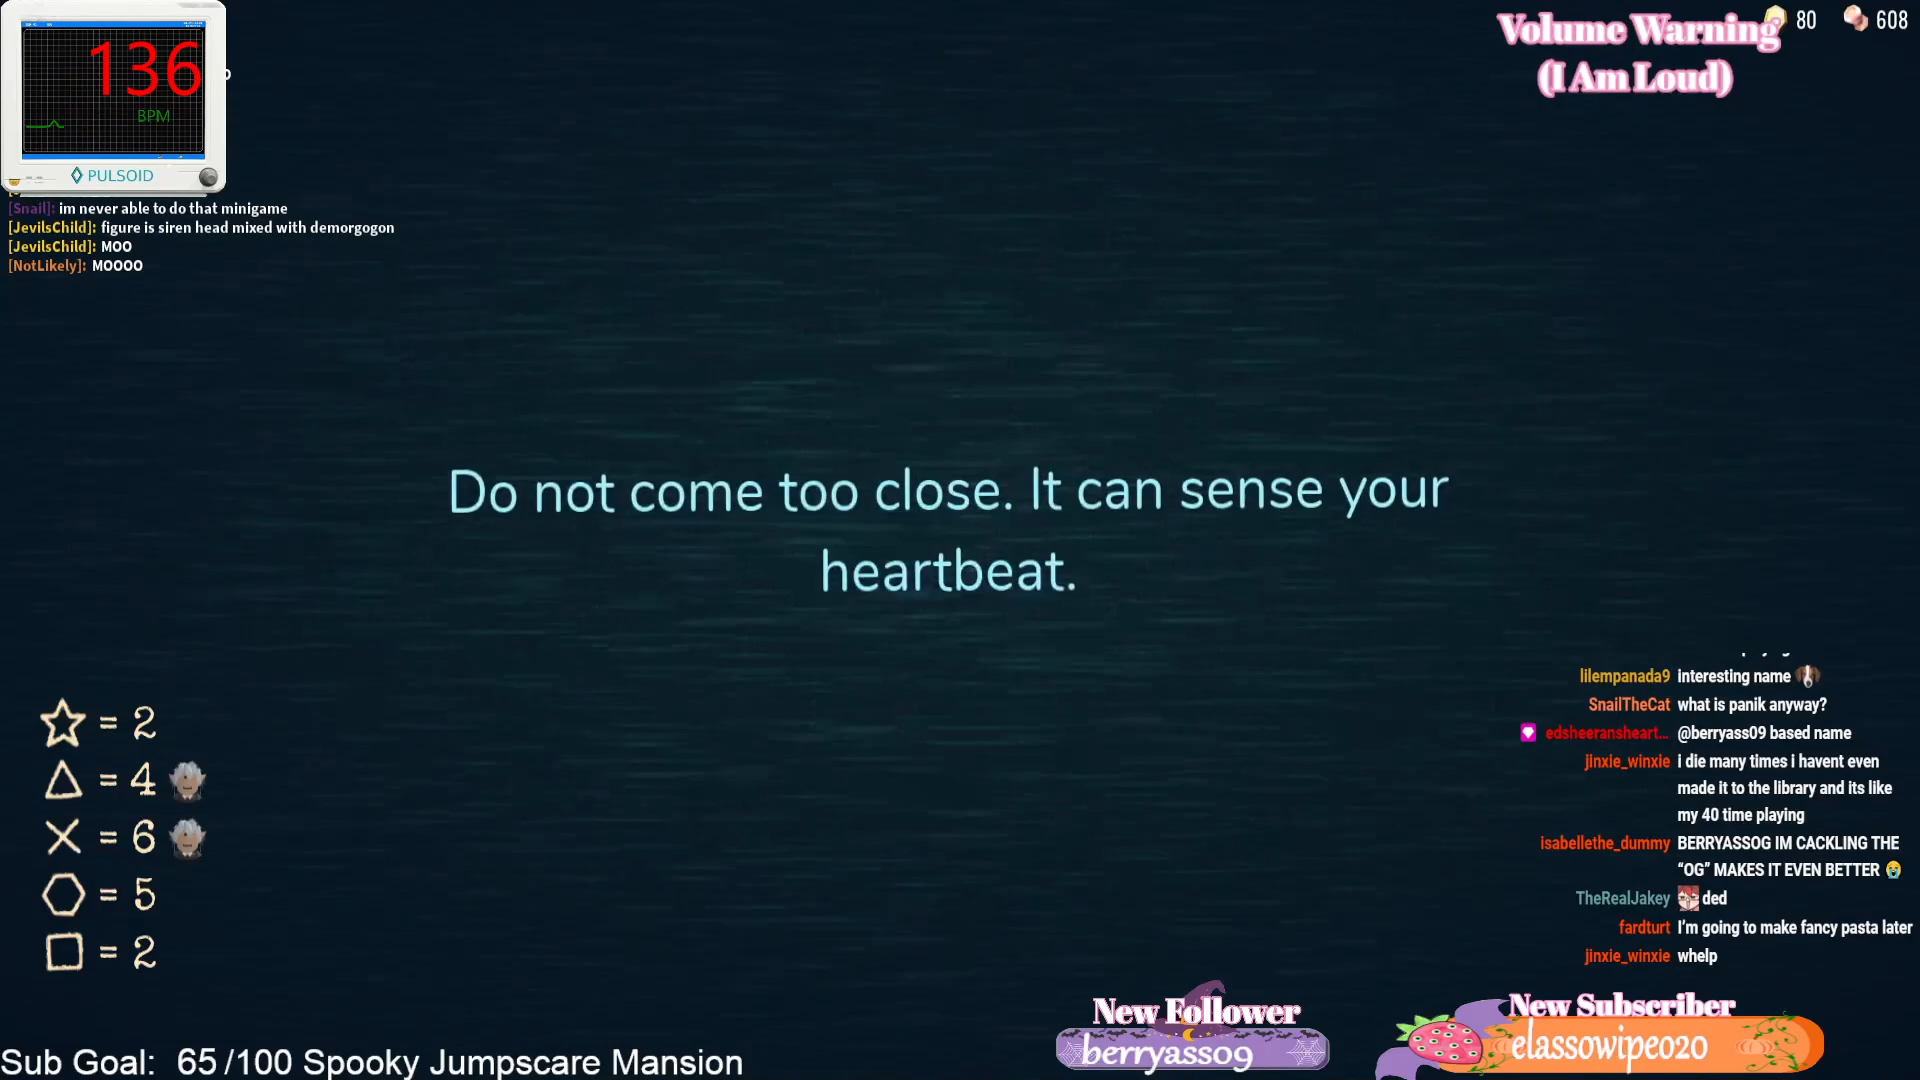 136
BPM
PULSOID
Volume Warning
(I Am Loud)
80
608
[Snail]: im never able to do that minigame
[JevilsChild]: figure is siren head mixed with demorgogon
[JevilsChild]: MOO
[NotLikely]: MOOOO
Do not come too close. It can sense your
heartbeat.
☆ = 2
△ = 4
X = 6
⬡ = 5
□ = 2
lilempanada9 interesting name
SnailTheCat what is panik anyway?
edsheeransheart... @berryass09 based name
jinxie_winxie i die many times i havent even
made it to the library and its like
my 40 time playing
isabellethe_dummy BERRYASSOG IM CACKLING THE
“OG” MAKES IT EVEN BETTER 😭
TheRealJakey ded
fardturt I’m going to make fancy pasta later
jinxie_winxie whelp
New Follower
berryass09
New Subscriber
elassowipe020
Sub Goal: 65 /100 Spooky Jumpscare Mansion